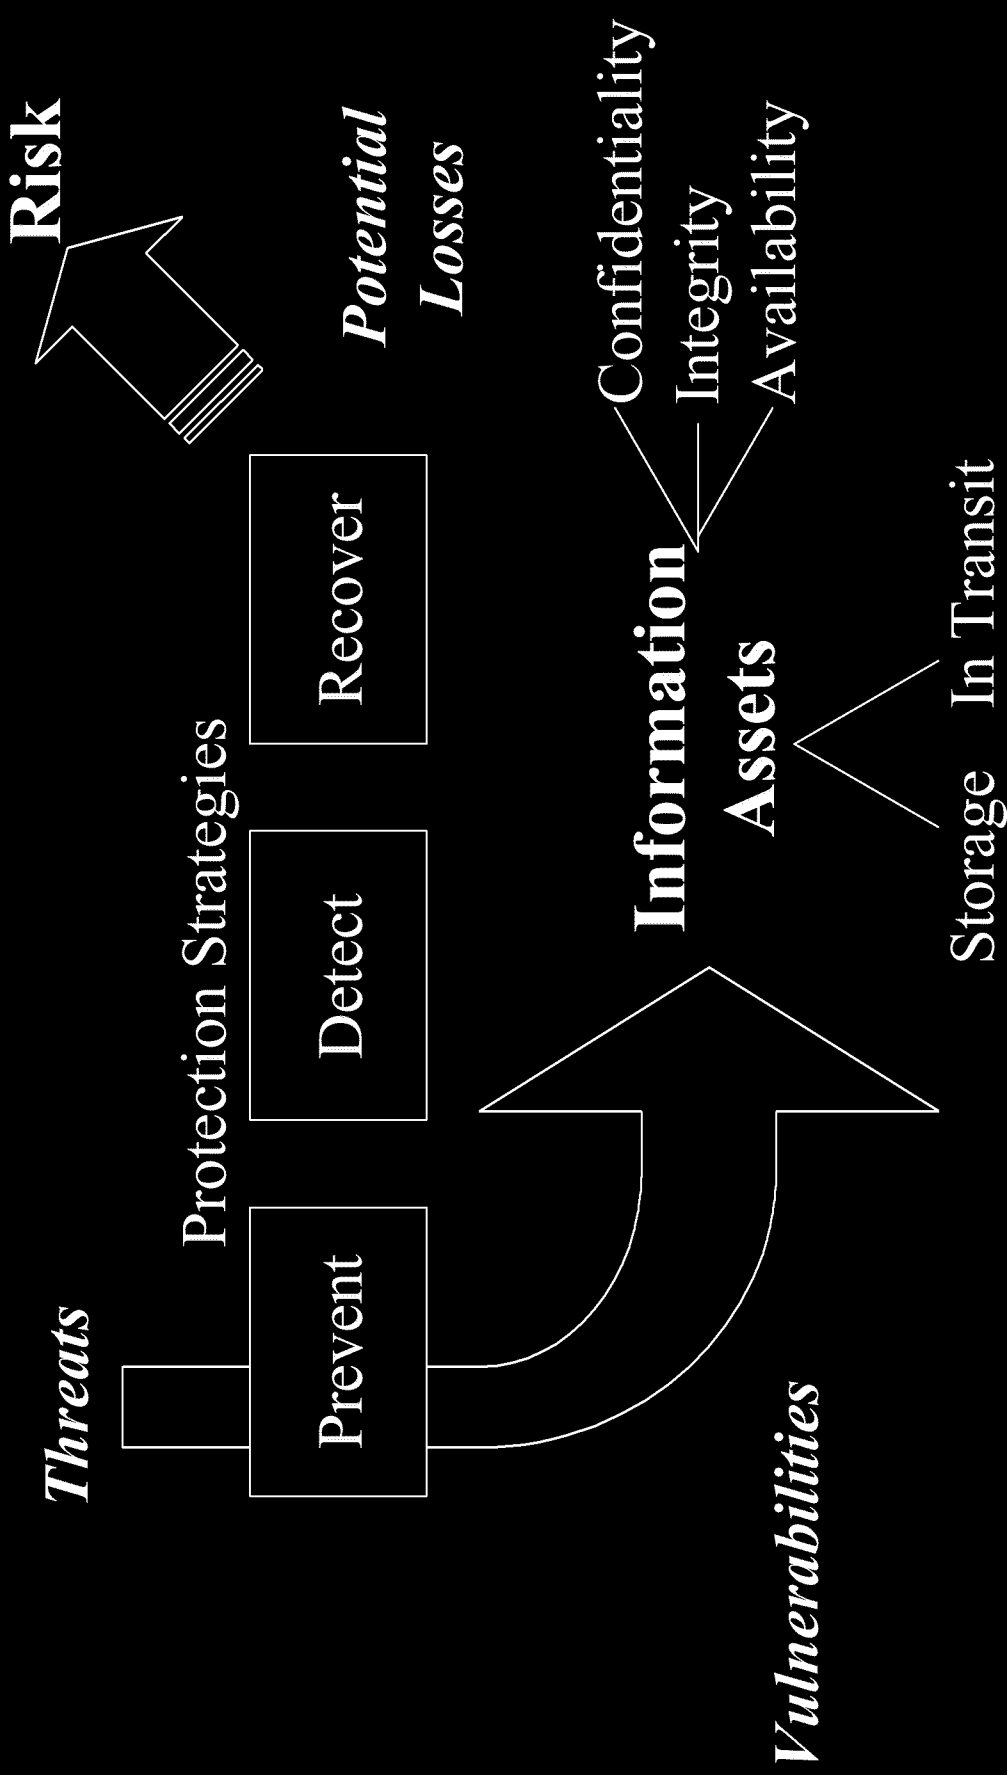 Risk
Threats
Protection Strategies
Prevent
Detect
Recover
Potential
Losses
Information
Assets
Confidentiality
Integrity
Availability
Vulnerabilities
Storage
In Transit